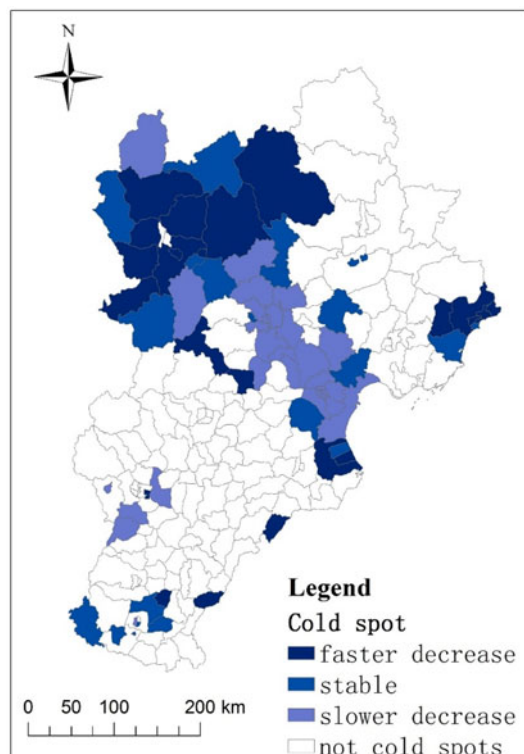 N
Legend
Cold spot
faster decrease
stable
slower decrease
not cold spots
0 50 100 200 km